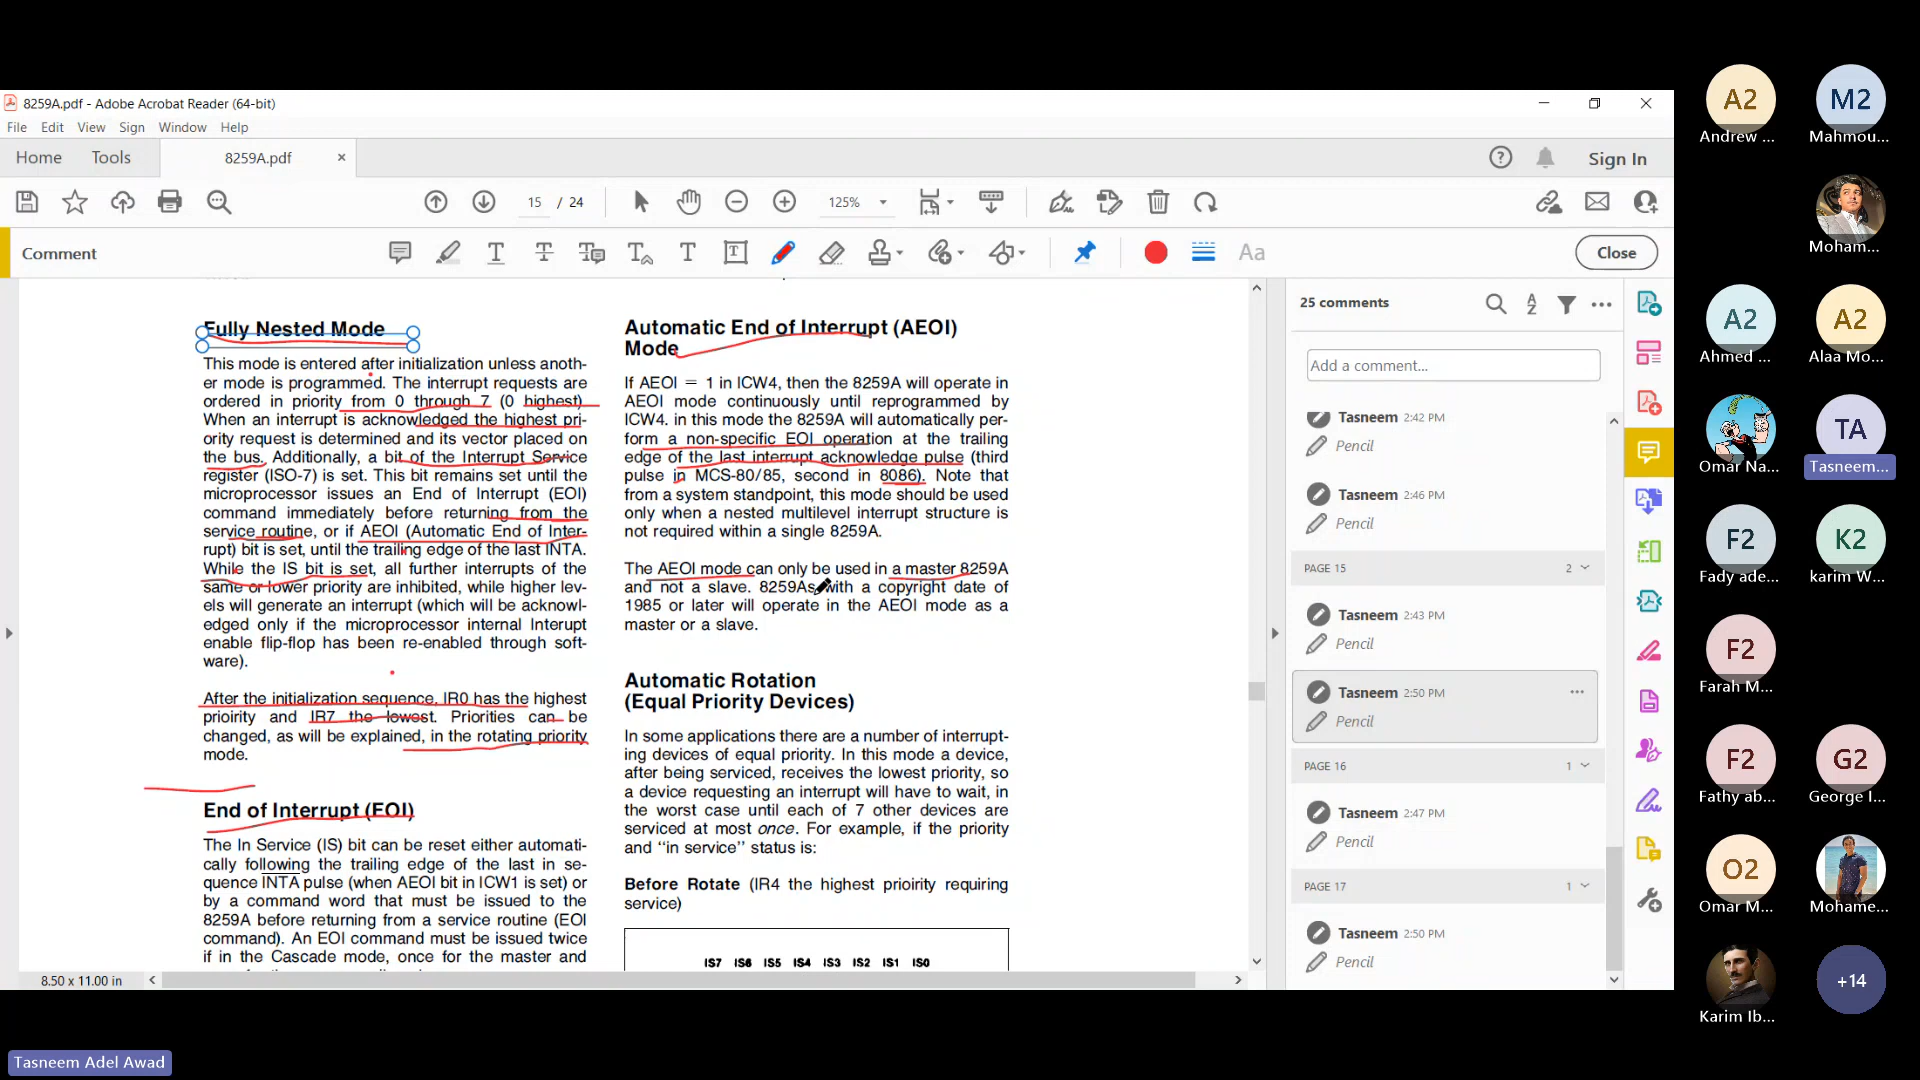 8259A.pdf - Adobe Acrobat Reader (64-bit)
File Edit View Sign Window Help
Home Tools 8259A.pdf × Sign In
15 / 24 125%
Comment Close
Fully Nested Mode
This mode is entered after initialization unless anoth-
er mode is programmed. The interrupt requests are
ordered in priority from 0 through 7 (0 highest).
When an interrupt is acknowledged the highest pri-
ority request is determined and its vector placed on
the bus. Additionally, a bit of the Interrupt Service
register (ISO-7) is set. This bit remains set until the
microprocessor issues an End of Interrupt (EOI)
command immediately before returning from the
service routine, or if AEOI (Automatic End of Inter-
rupt) bit is set, until the trailing edge of the last INTA.
While the IS bit is set, all further interrupts of the
same or lower priority are inhibited, while higher lev-
els will generate an interrupt (which will be acknowl-
edged only if the microprocessor internal Interupt
enable flip-flop has been re-enabled through soft-
ware).
After the initialization sequence, IR0 has the highest
prioirity and IR7 the lowest. Priorities can be
changed, as will be explained, in the rotating priority
mode.
End of Interrupt (EOI)
The In Service (IS) bit can be reset either automati-
cally following the trailing edge of the last in se-
quence INTA pulse (when AEOI bit in ICW1 is set) or
by a command word that must be issued to the
8259A before returning from a service routine (EOI
command). An EOI command must be issued twice
if in the Cascade mode, once for the master and
Automatic End of Interrupt (AEOI)
Mode
If AEOI = 1 in ICW4, then the 8259A will operate in
AEOI mode continuously until reprogrammed by
ICW4. in this mode the 8259A will automatically per-
form a non-specific EOI operation at the trailing
edge of the last interrupt acknowledge pulse (third
pulse in MCS-80/85, second in 8086). Note that
from a system standpoint, this mode should be used
only when a nested multilevel interrupt structure is
not required within a single 8259A.
The AEOI mode can only be used in a master 8259A
and not a slave. 8259As with a copyright date of
1985 or later will operate in the AEOI mode as a
master or a slave.
Automatic Rotation
(Equal Priority Devices)
In some applications there are a number of interrupt-
ing devices of equal priority. In this mode a device,
after being serviced, receives the lowest priority, so
a device requesting an interrupt will have to wait, in
the worst case until each of 7 other devices are
serviced at most once. For example, if the priority
and ‘‘in service’’ status is:
Before Rotate (IR4 the highest prioirity requiring
service)
IS7 IS6 IS5 IS4 IS3 IS2 IS1 IS0
8.50 x 11.00 in
25 comments
Add a comment...
Tasneem 2:42 PM
Pencil
Tasneem 2:46 PM
Pencil
PAGE 15 2
Tasneem 2:43 PM
Pencil
Tasneem 2:50 PM
Pencil
PAGE 16 1
Tasneem 2:47 PM
Pencil
PAGE 17 1
Tasneem 2:50 PM
Pencil
A2 M2
Andrew ... Mahmou...
Moham...
A2 A2
Ahmed ... Alaa Mo...
TA
Omar Na... Tasneem...
F2 K2
Fady ade... karim W...
F2
Farah M...
F2 G2
Fathy ab... George I...
O2
Omar M... Mohame...
+14
Karim Ib...
Tasneem Adel Awad